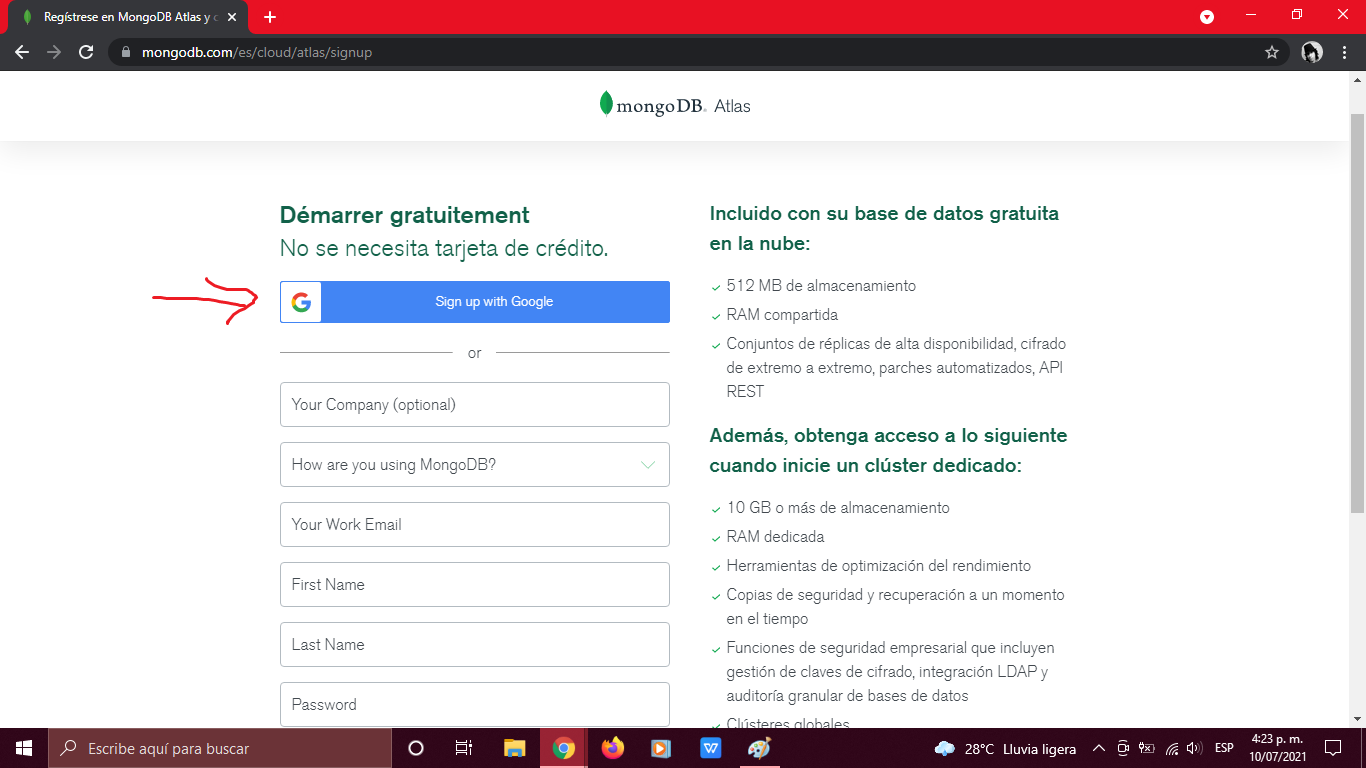 Regístrese en MongoDB Atlas y c
mongodb.com/es/cloud/atlas/signup
mongoDB. Atlas
Démarrer gratuitement
No se necesita tarjeta de crédito.
Sign up with Google
or
Your Company (optional)
How are you using MongoDB?
Your Work Email
First Name
Last Name
Password
Incluido con su base de datos gratuita
en la nube:
512 MB de almacenamiento
RAM compartida
Conjuntos de réplicas de alta disponibilidad, cifrado
de extremo a extremo, parches automatizados, API
REST
Además, obtenga acceso a lo siguiente
cuando inicie un clúster dedicado:
10 GB o más de almacenamiento
RAM dedicada
Herramientas de optimización del rendimiento
Copias de seguridad y recuperación a un momento
en el tiempo
Funciones de seguridad empresarial que incluyen
gestión de claves de cifrado, integración LDAP y
auditoría granular de bases de datos
Clústeres globales
Escribe aquí para buscar
28°C Lluvia ligera
ESP
4:23 p. m.
10/07/2021